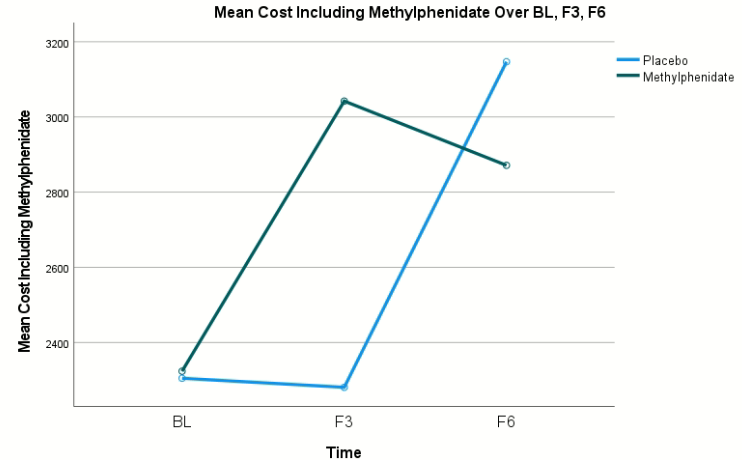 Mean Cost Including Methylphenidate Over BL, F3, F6
Placebo
Methylphenidate
Mean Cost Including Methylphenidate
3200
3000
2800
2600
2400
BL
F3
F6
Time